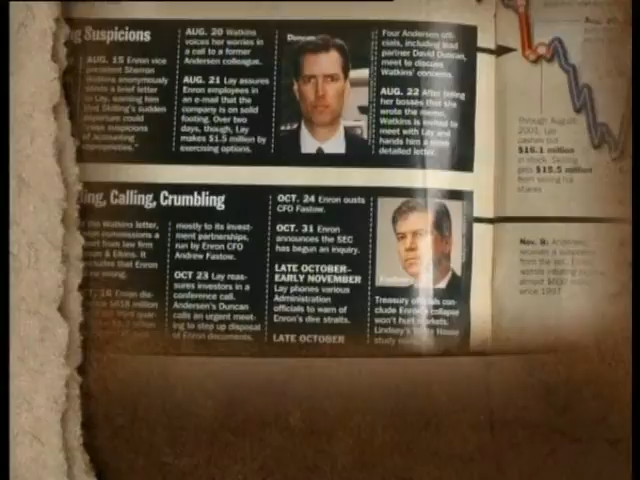 ng Suspicions
AUG. 15 Enron vice
president Sherron
Watkins anonymously
sends a brief letter
to Lay, warning him
that Skilling's sudden
departure could
raise suspicions
of accounting
AUG. 20 Watkins
voices her worries in
a call to a former
Andersen colleague.
AUG. 21 Lay assures
Enron employees in
an e-mail that the
company is on solid
footing. Over two
days, though, Lay
makes $1.5 million by
exercising options.
Duncan
Four Andersen offi-
cials, including lead
partner David Duncan,
meet to discuss
Watkins' concerns.
AUG. 22 After telling
her bosses that she
wrote the memo,
Watkins is invited to
meet with Lay and
hands him a more
detailed letter.
Through August
2001, Lay
cashes out
$16.1 million
in stock. Skilling
gets $15.5 million
from selling his
shares
ling, Calling, Crumbling
the Watkins letter,
commissions a
report from law firm
& Elkins. It
concludes that Enron
wrong.
OCT. 16 Enron dis-
$618 million
mostly to its invest-
ment partnerships,
run by Enron CFO
Andrew Fastow.
OCT 23 Lay reas-
sures investors in a
conference call.
Andersen's Duncan
calls an urgent meet-
ing to step up disposal
of Enron documents.
OCT. 24 Enron ousts
CFO Fastow.
OCT. 31 Enron
announces the SEC
has begun an inquiry.
LATE OCTOBER–
EARLY NOVEMBER
Lay phones various
Administration
officials to warn of
Enron's dire straits.
LATE OCTOBER
Fastow
Treasury officials con-
clude Enron's collapse
won't hurt markets.
Lindsey's White House
study
Nov. 8:
since 1997